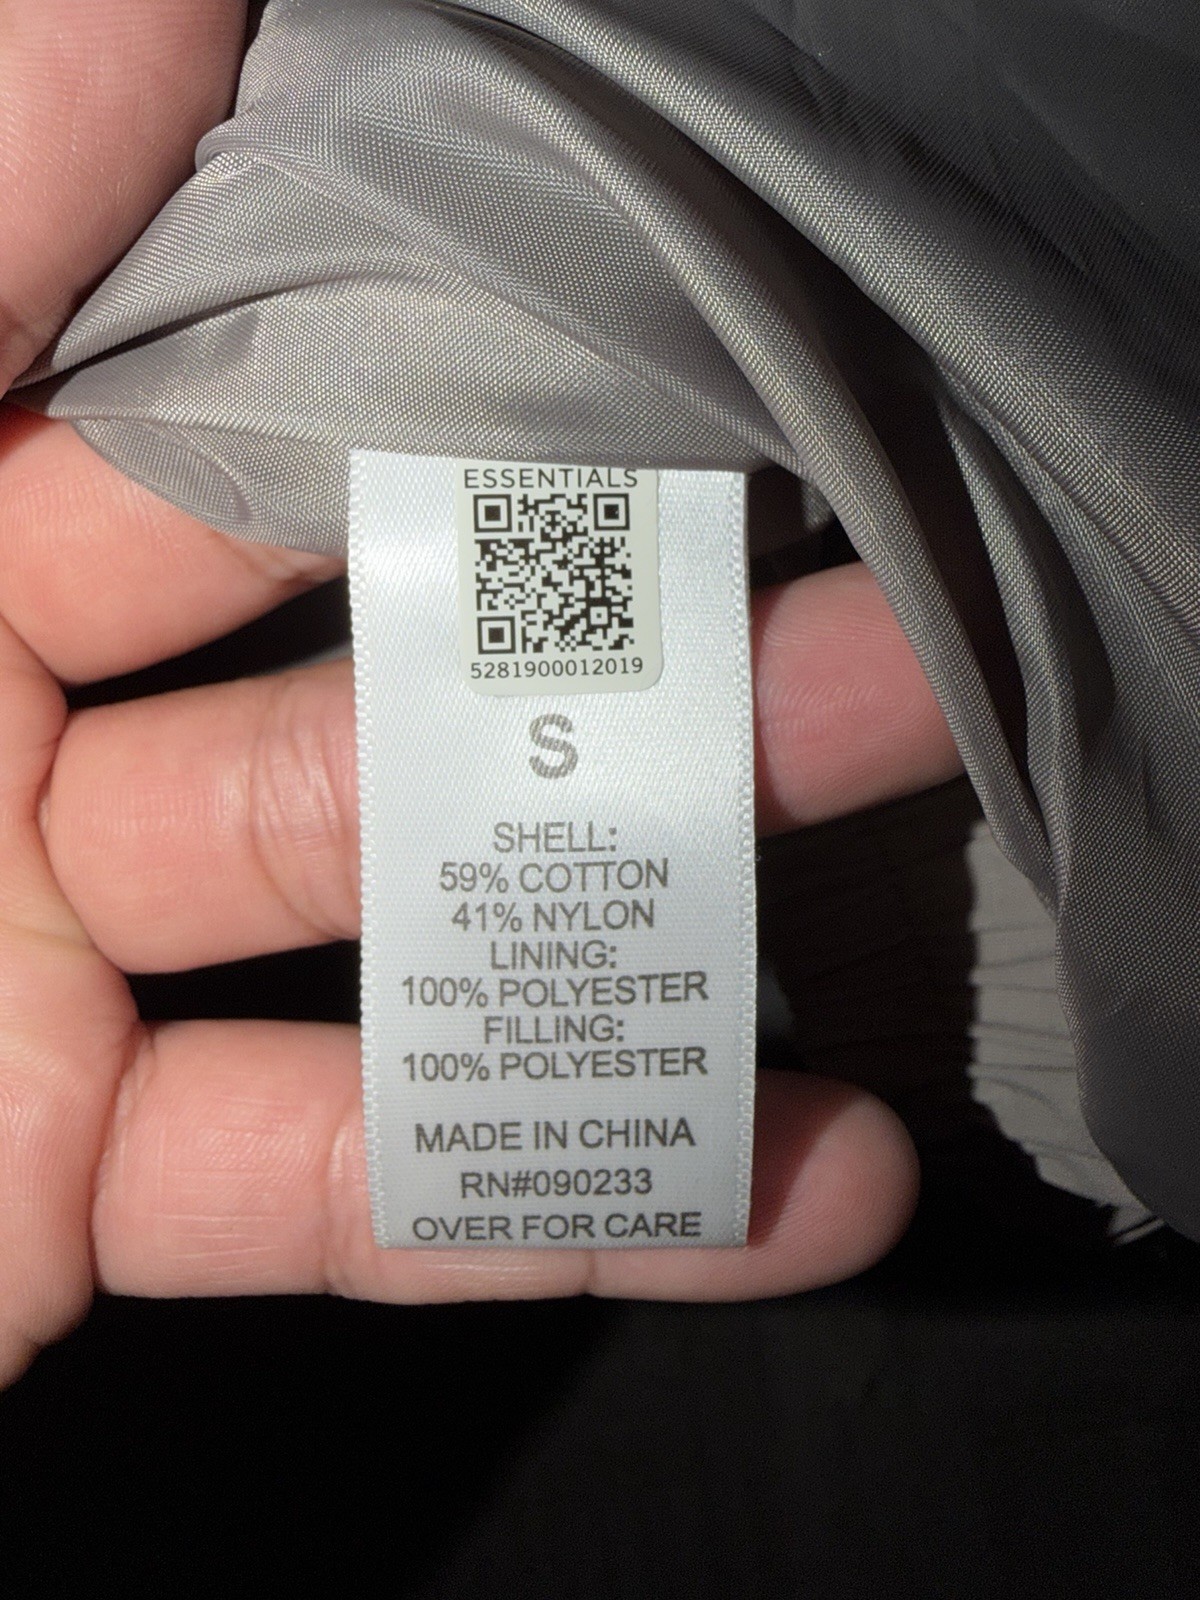 ESSENTIALS
5281900012019
S
SHELL:
59% COTTON
41% NYLON
LINING:
100% POLYESTER
FILLING:
100% POLYESTER
MADE IN CHINA
RN#090233
OVER FOR CARE